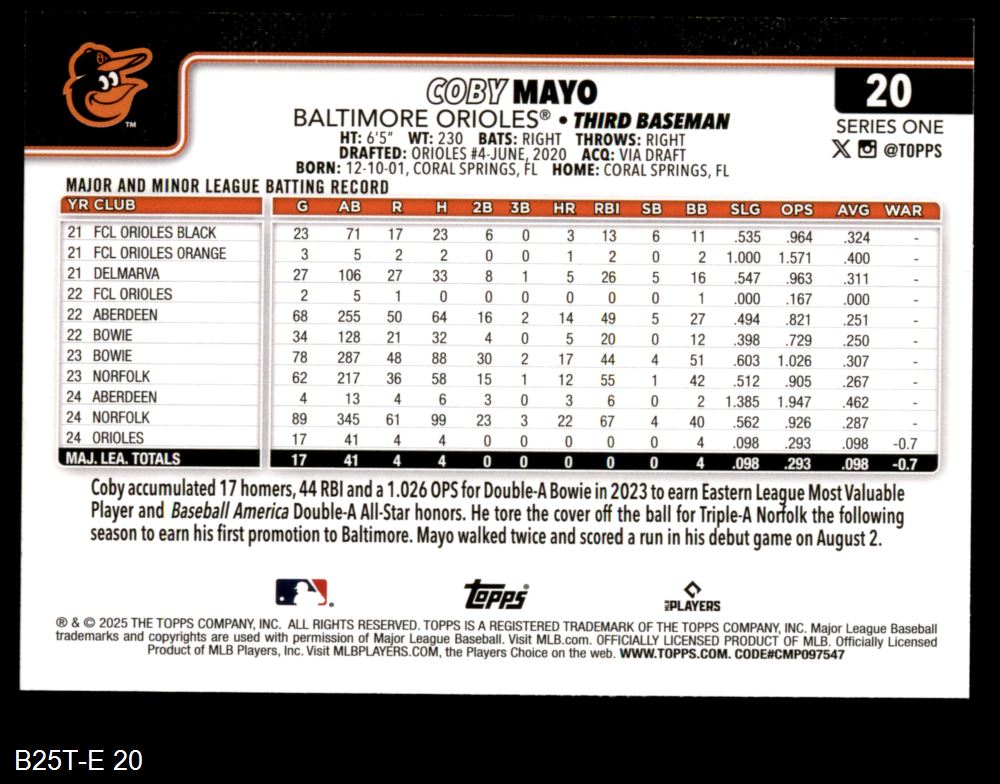 COBY MAYO
20
BALTIMORE ORIOLES® • THIRD BASEMAN
SERIES ONE
HT: 6'5" WT: 230 BATS: RIGHT THROWS: RIGHT
DRAFTED: ORIOLES #4-JUNE, 2020 ACQ: VIA DRAFT
@TOPPS
BORN: 12-10-01, CORAL SPRINGS, FL HOME: CORAL SPRINGS, FL
TM
MAJOR AND MINOR LEAGUE BATTING RECORD
YR CLUB G AB R H 2B 3B HR RBI SB BB SLG OPS AVG WAR
21 FCL ORIOLES BLACK 23 71 17 23 6 0 3 13 6 11 .535 .964 .324 -
21 FCL ORIOLES ORANGE 3 5 2 2 0 0 1 2 0 2 1.000 1.571 .400 -
21 DELMARVA 27 106 27 33 8 1 5 26 5 16 .547 .963 .311 -
22 FCL ORIOLES 2 5 1 0 0 0 0 0 0 1 .000 .167 .000 -
22 ABERDEEN 68 255 50 64 16 2 14 49 5 27 .494 .821 .251 -
22 BOWIE 34 128 21 32 4 0 5 20 0 12 .398 .729 .250 -
23 BOWIE 78 287 48 88 30 2 17 44 4 51 .603 1.026 .307 -
23 NORFOLK 62 217 36 58 15 1 12 55 1 42 .512 .905 .267 -
24 ABERDEEN 4 13 4 6 3 0 3 6 0 2 1.385 1.947 .462 -
24 NORFOLK 89 345 61 99 23 3 22 67 4 40 .562 .926 .287 -
24 ORIOLES 17 41 4 4 0 0 0 0 0 4 .098 .293 .098 -0.7
MAJ. LEA. TOTALS 17 41 4 4 0 0 0 0 0 4 .098 .293 .098 -0.7
Coby accumulated 17 homers, 44 RBI and a 1.026 OPS for Double-A Bowie in 2023 to earn Eastern League Most Valuable
Player and Baseball America Double-A All-Star honors. He tore the cover off the ball for Triple-A Norfolk the following
season to earn his first promotion to Baltimore. Mayo walked twice and scored a run in his debut game on August 2.
Topps®
MLB PLAYERS
® & © 2025 THE TOPPS COMPANY, INC. ALL RIGHTS RESERVED. TOPPS IS A REGISTERED TRADEMARK OF THE TOPPS COMPANY, INC. Major League Baseball
trademarks and copyrights are used with permission of Major League Baseball. Visit MLB.com. OFFICIALLY LICENSED PRODUCT OF MLB. Officially Licensed
Product of MLB Players, Inc. Visit MLBPLAYERS.COM, the Players Choice on the web. WWW.TOPPS.COM. CODE#CMP097547
B25T-E 20